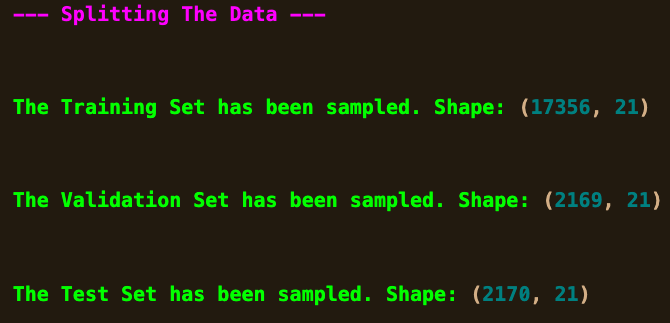 --- Splitting The Data ---
The Training Set has been sampled. Shape: (17356, 21)
The Validation Set has been sampled. Shape: (2169, 21)
The Test Set has been sampled. Shape: (2170, 21)